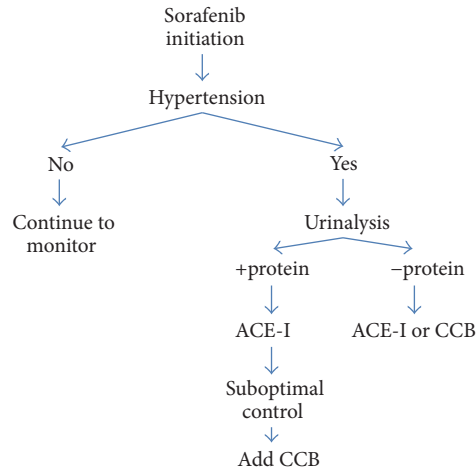 Sorafenib
initiation
Hypertension
No
Yes
Continue to
monitor
Urinalysis
+protein
−protein
ACE-I
ACE-I or CCB
Suboptimal
control
Add CCB